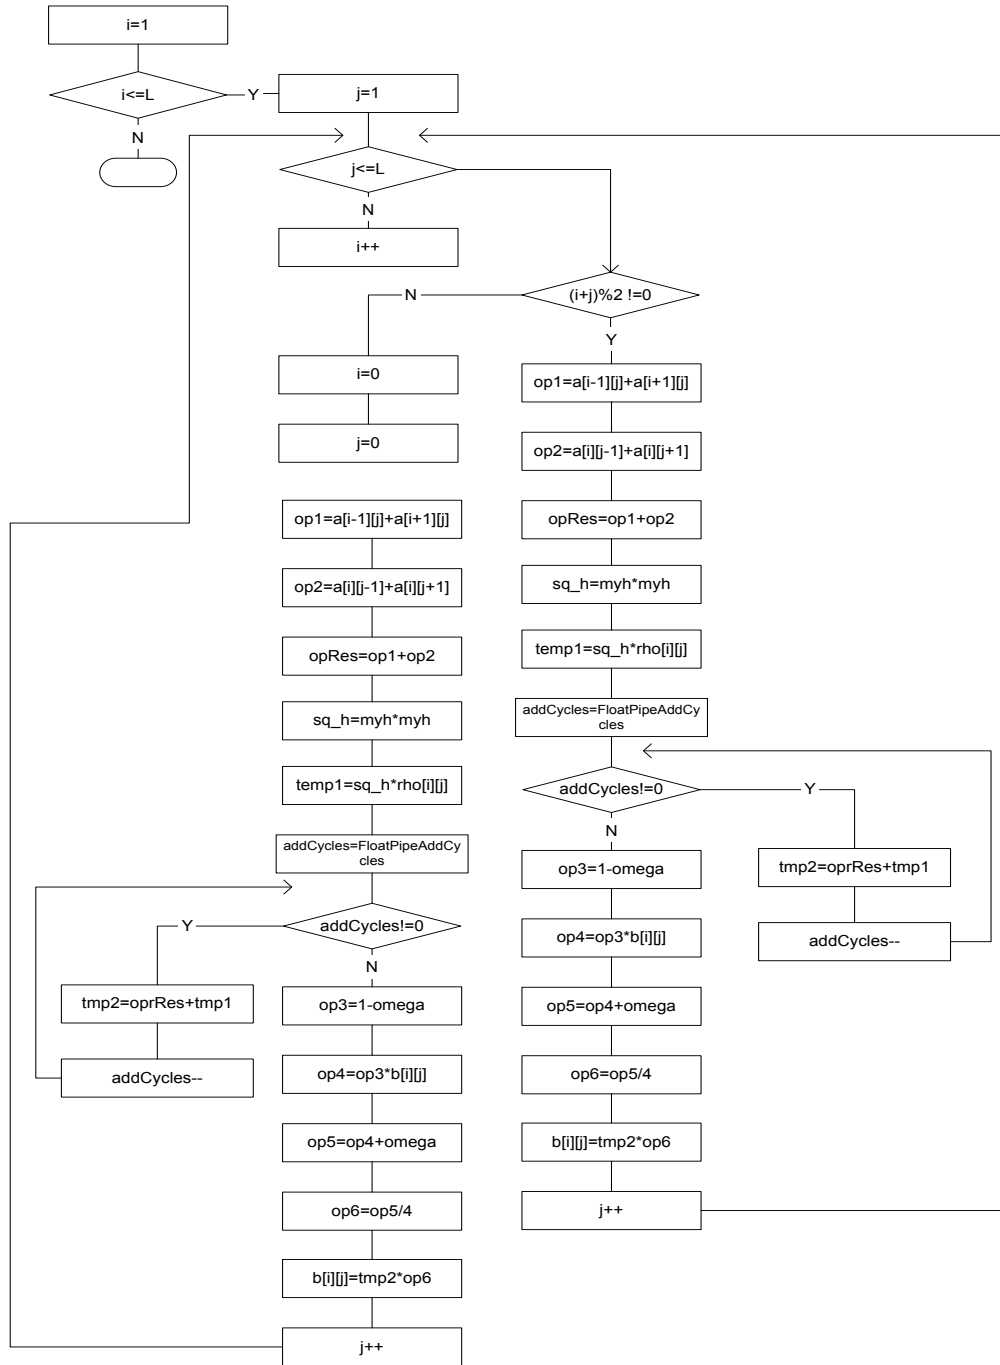 i=1
i<=L
Y
j=1
N
j<=L
N
i++
(i+j)%2 !=0
N
Y
i=0
j=0
op1=a[i-1][j]+a[i+1][j]
op2=a[i][j-1]+a[i][j+1]
opRes=op1+op2
sq_h=myh*myh
temp1=sq_h*rho[i][j]
addCycles=FloatPipeAddCy
cles
addCycles!=0
Y
N
tmp2=oprRes+tmp1
addCycles--
op3=1-omega
op4=op3*b[i][j]
op5=op4+omega
op6=op5/4
b[i][j]=tmp2*op6
j++
op1=a[i-1][j]+a[i+1][j]
op2=a[i][j-1]+a[i][j+1]
opRes=op1+op2
sq_h=myh*myh
temp1=sq_h*rho[i][j]
addCycles=FloatPipeAddCy
cles
addCycles!=0
Y
N
tmp2=oprRes+tmp1
addCycles--
op3=1-omega
op4=op3*b[i][j]
op5=op4+omega
op6=op5/4
b[i][j]=tmp2*op6
j++